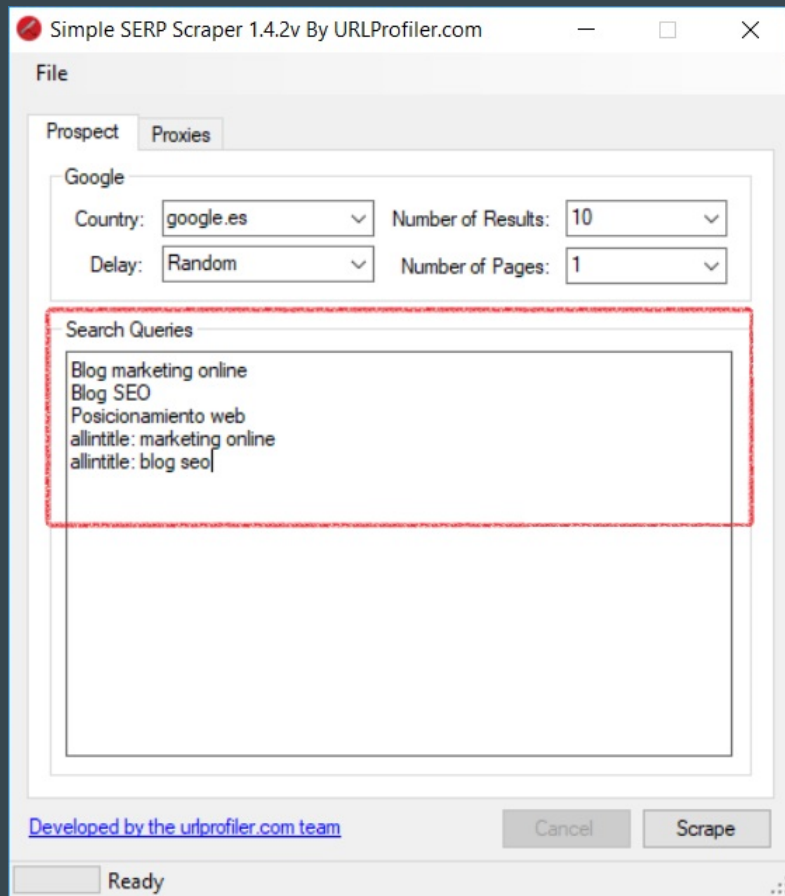 Simple SERP Scraper 1.4.2v By URLProfiler.com
File
Prospect Proxies
Google
Country: google.es Number of Results: 10
Delay: Random Number of Pages: 1
Search Queries
Blog marketing online
Blog SEO
Posicionamiento web
allintitle: marketing online
allintitle: blog seo
Developed by the urlprofiler.com team Cancel Scrape
Ready